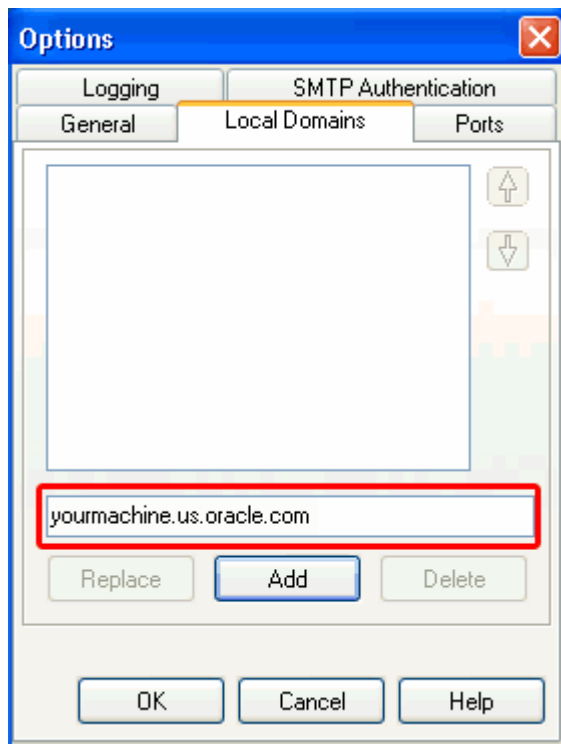 Options
Logging SMTP Authentication
General Local Domains Ports
yourmachine.us.oracle.com
Replace Add Delete
OK Cancel Help